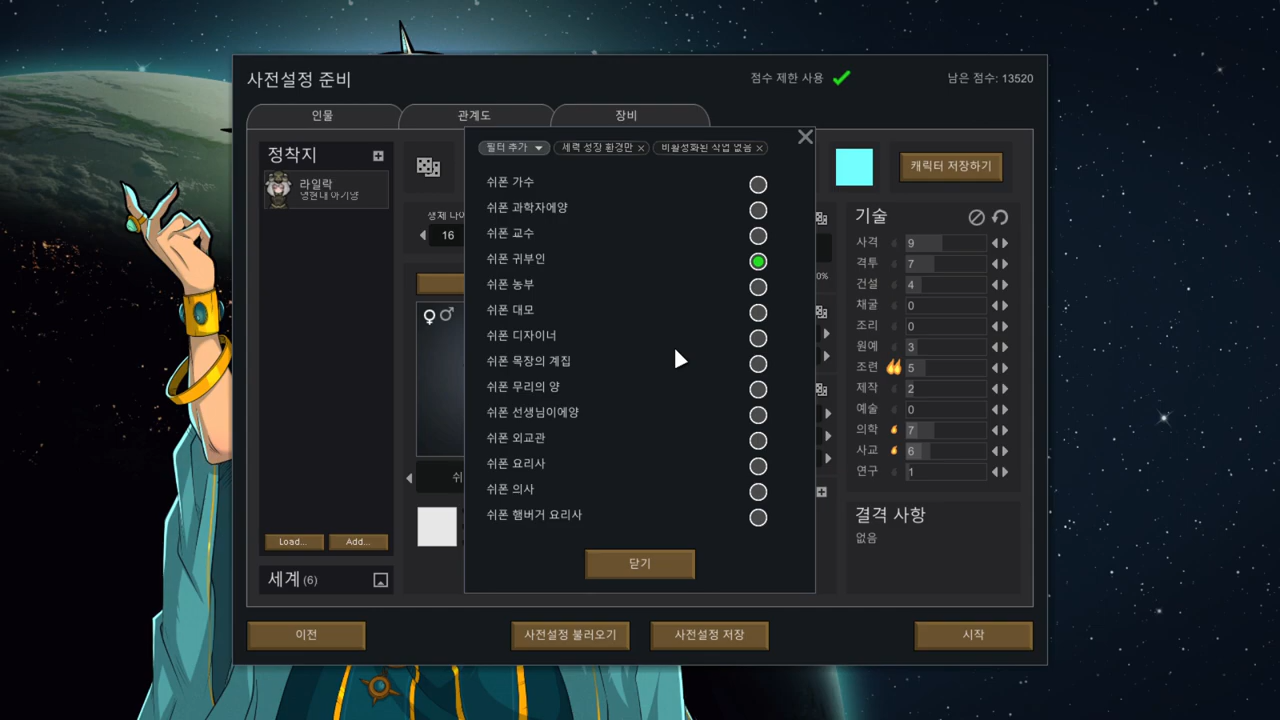 사전설정 준비
점수 제한 사용
남은 점수: 13520
인물
관계도
장비
정착지
라일락
생체 나
16
Load...
Add...
세계 (6)
필터 추가
세력 성장 환경만
비활성화된 작업 없음
쉬폰 가수
쉬폰 과학자에양
쉬폰 교수
쉬폰 귀부인
쉬폰 농부
쉬폰 대모
쉬폰 디자이너
쉬폰 목장의 계집
쉬폰 무리의 양
쉬폰 선생님이에양
쉬폰 외교관
쉬폰 요리사
쉬폰 의사
쉬폰 햄버거 요리사
닫기
쉬
0%
캐릭터 저장하기
기술
사격 9
격투 7
건설 4
채굴 0
조리 0
원예 3
조련 5
제작 2
예술 0
의학 7
사교 6
연구 1
결격 사항
없음
이전
사전설정 불러오기
사전설정 저장
시작